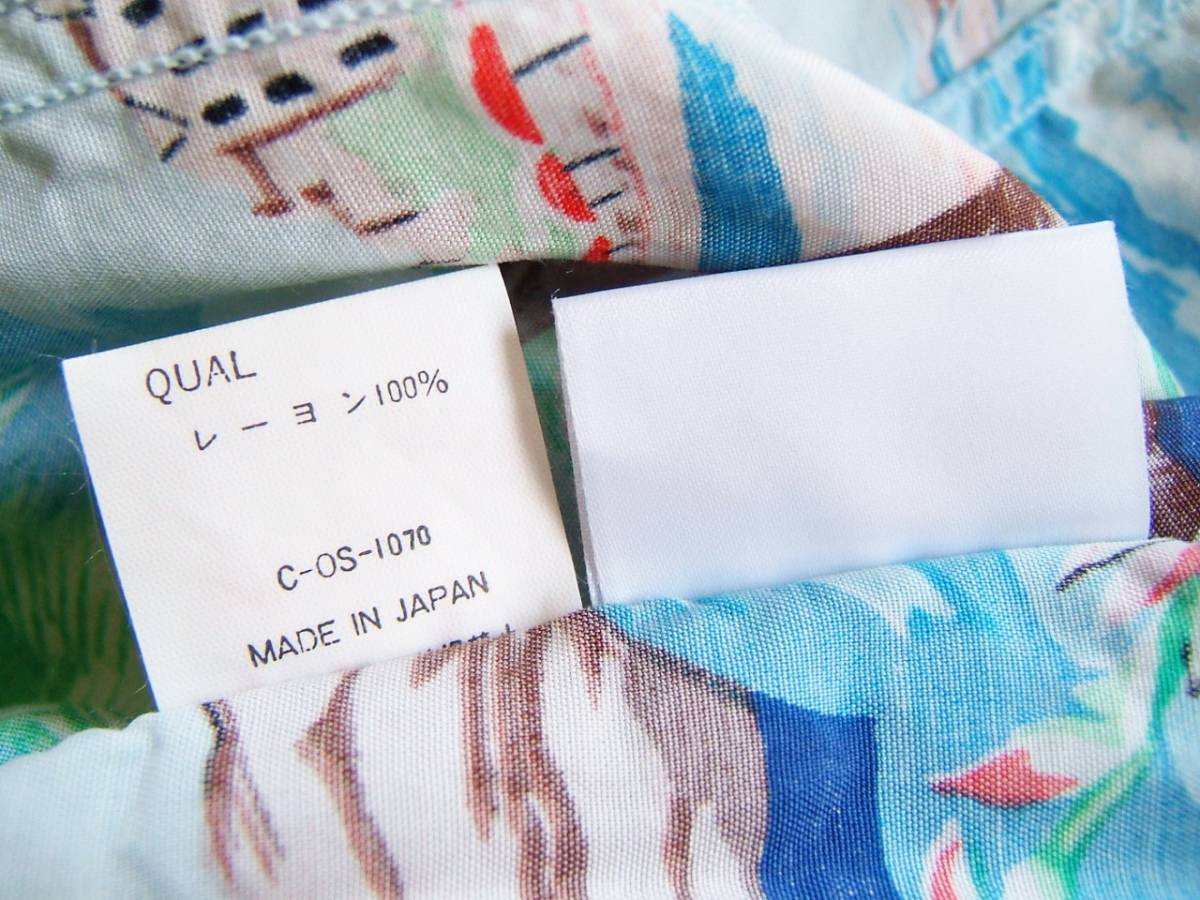 QUAL
レーヨン100%
C-OS-1070
MADE IN JAPAN